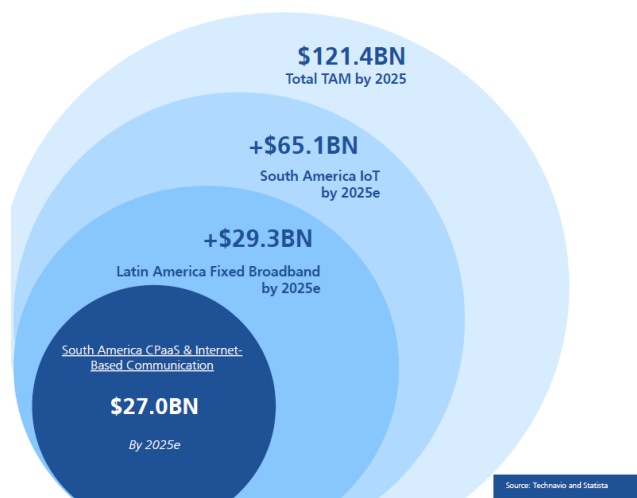 $121.4BN
Total TAM by 2025
+$65.1BN
South America IoT
by 2025e
+$29.3BN
Latin America Fixed Broadband
by 2025e
South America CPaaS & Internet-
Based Communication
$27.0BN
By 2025e
Source: Technavio and Statista